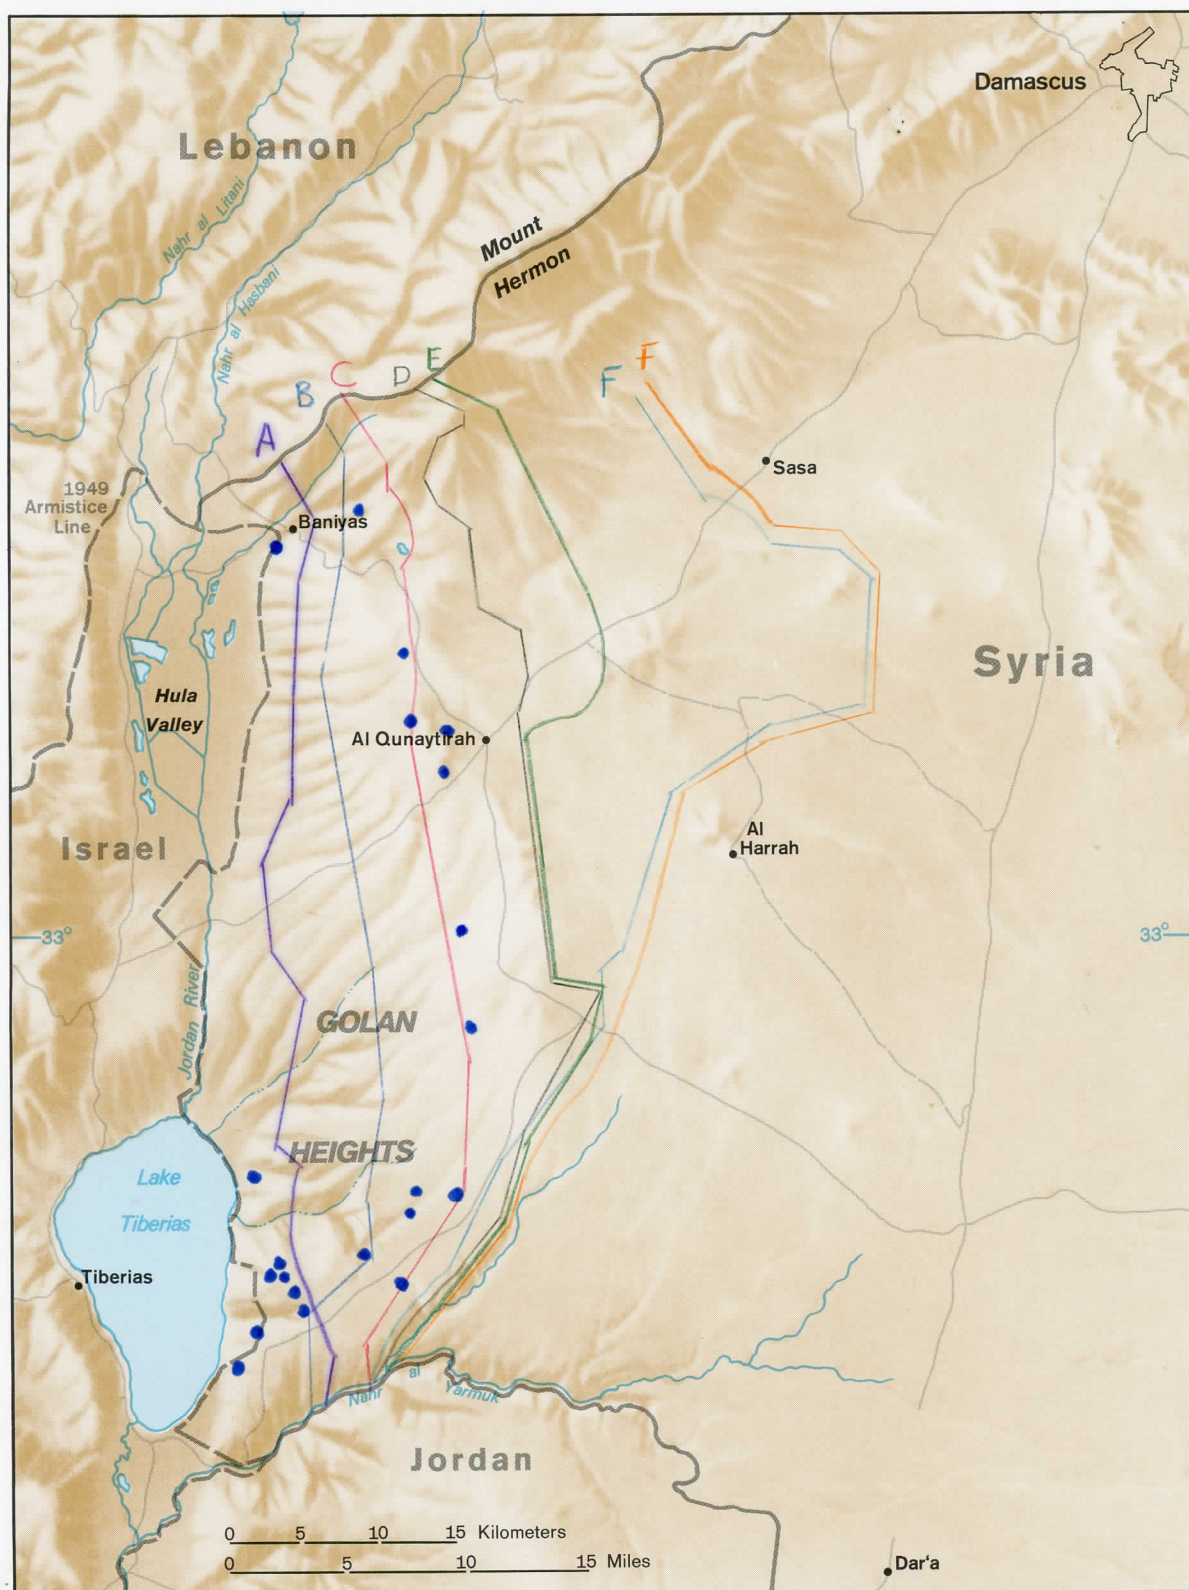 Damascus
Lebanon
Nahr al Litani
Mount
Hermon
Nahr al Hasbani
E
F
C
D
F
B
A
Sasa
1949
Armistice
Line
Baniyas
Syria
Hula
Valley
Al Qunaytirah
Israel
Al
Harrah
33°
33°
Jordan River
GOLAN
HEIGHTS
Lake
Tiberias
Tiberias
Nahr al Yarmuk
Jordan
0 5 10 15 Kilometers
0 5 10 15 Miles
Dar'a